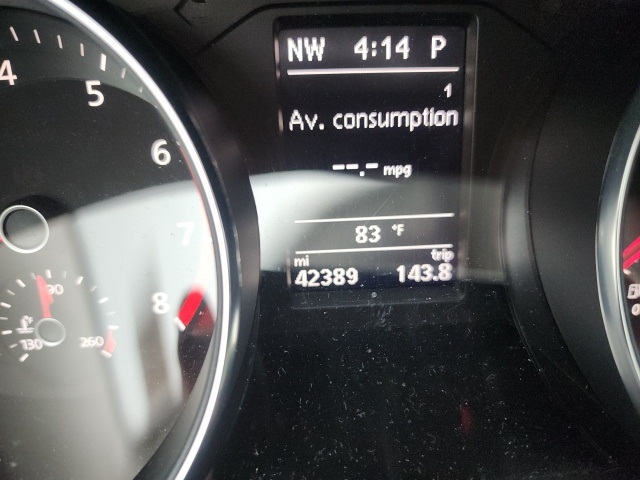 NW 4:14 P
1
Av. consumption
--.- mpg
83 °F
mi trip
42389 143.8
4
5
6
7
8
130 190 260